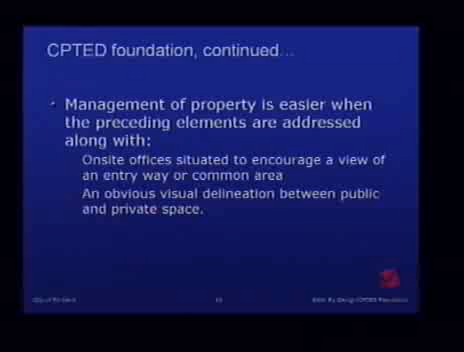 CPTED foundation, continued…
Management of property is easier when
the preceding elements are addressed
along with:
Onsite offices situated to encourage a view of
an entry way or common area
An obvious visual delineation between public
and private space.